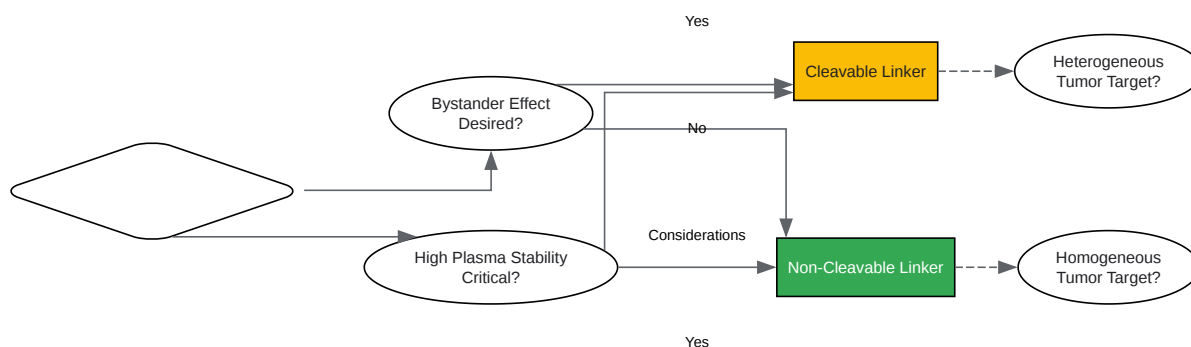 Yes
Cleavable Linker
Heterogeneous
Tumor Target?
Bystander Effect
Desired?
No
Considerations
High Plasma Stability
Critical?
Non-Cleavable Linker
Homogeneous
Tumor Target?
Yes